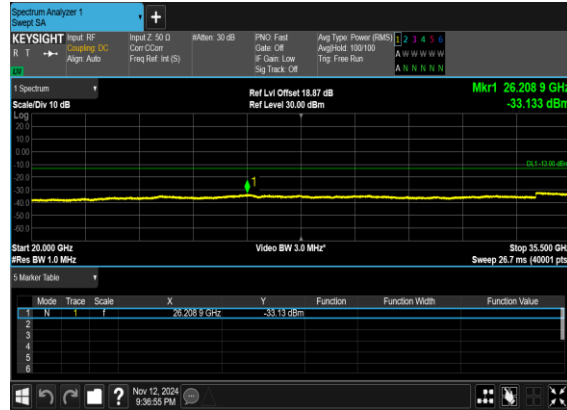 Spectrum Analyzer 1
Swept SA
KEYSIGHT Input: RF Input Z: 50 Ω #Atten: 30 dB PNO: Fast Avg Type: Power (RMS) 1 2 3 4 5 6
R T Coupling: DC Corr CCorr Gate: Off Avg|Hold: 100/100 A W W W W W
Align: Auto Freq Ref: Int (S) IF Gain: Low Trig: Free Run
Sig Track: Off A N N N N N
1 Spectrum Ref Lvl Offset 18.87 dB Mkr1 26.208 9 GHz
Scale/Div 10 dB Ref Level 30.00 dBm -33.133 dBm
Log
20.0
10.0
0.00
-10.0 DL1 -13.00 dBm
-20.0
1
-30.0
-40.0
-50.0
-60.0
Start 20.000 GHz Video BW 3.0 MHz* Stop 35.500 GHz
#Res BW 1.0 MHz Sweep 26.7 ms (40001 pts)
5 Marker Table
Mode Trace Scale X Y Function Function Width Function Value
1 N 1 f 26.208 9 GHz -33.13 dBm
2
3
4
5
6
Nov 12, 2024
9:36:55 PM